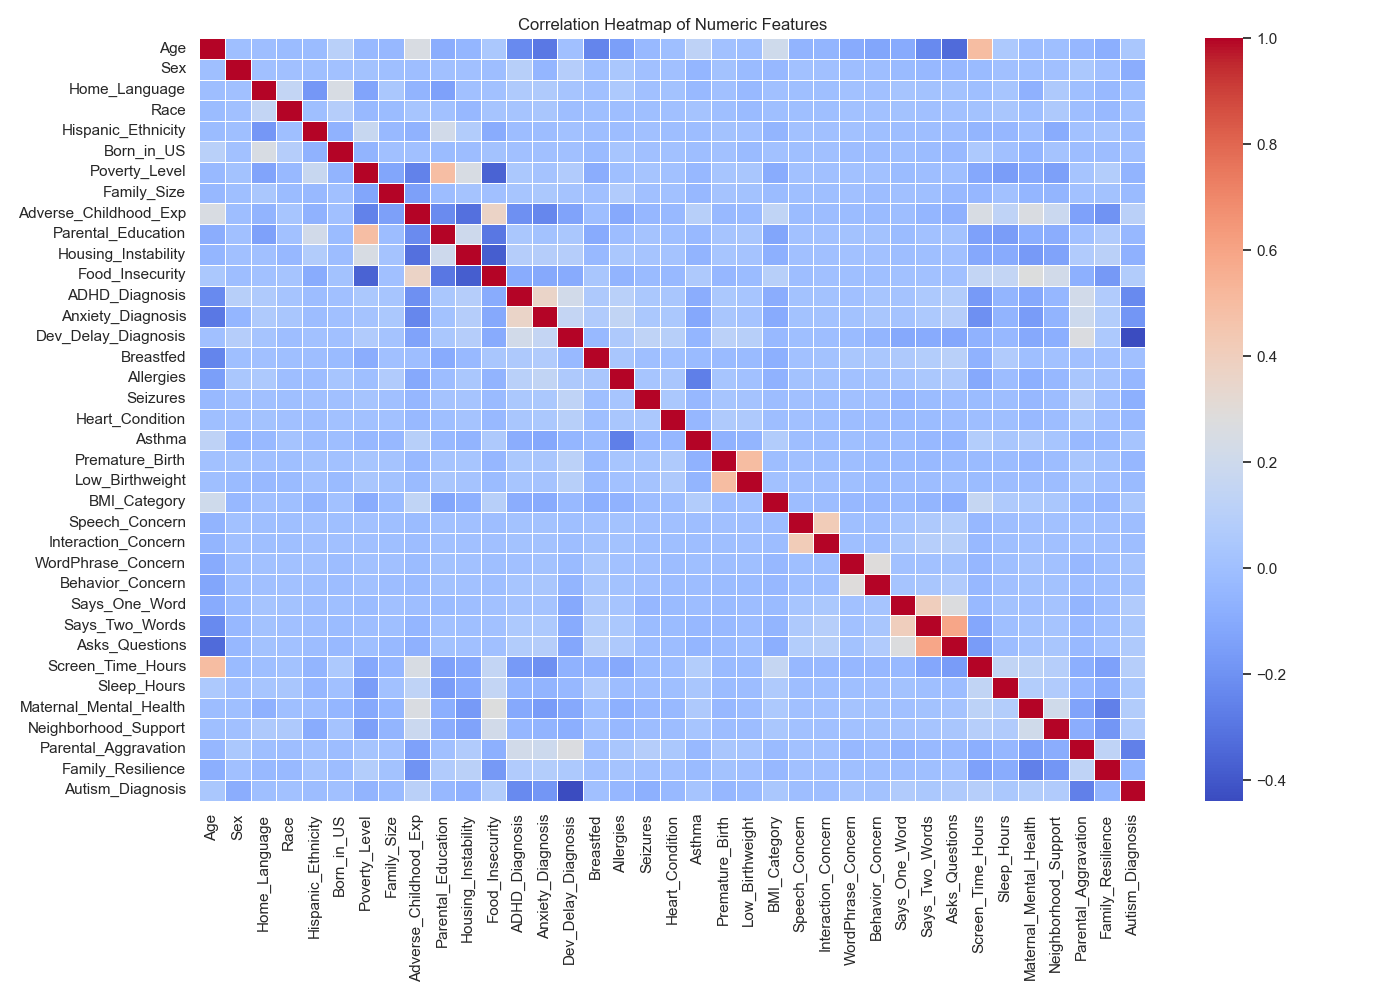 Correlation Heatmap of Numeric Features
Age
Sex
Home_Language
Race
Hispanic_Ethnicity
Born_in_US
Poverty_Level
Family_Size
Adverse_Childhood_Exp
Parental_Education
Housing_Instability
Food_Insecurity
ADHD_Diagnosis
Anxiety_Diagnosis
Dev_Delay_Diagnosis
Breastfed
Allergies
Seizures
Heart_Condition
Asthma
Premature_Birth
Low_Birthweight
BMI_Category
Speech_Concern
Interaction_Concern
WordPhrase_Concern
Behavior_Concern
Says_One_Word
Says_Two_Words
Asks_Questions
Screen_Time_Hours
Sleep_Hours
Maternal_Mental_Health
Neighborhood_Support
Parental_Aggravation
Family_Resilience
Autism_Diagnosis
Age
Sex
Home_Language
Race
Hispanic_Ethnicity
Born_in_US
Poverty_Level
Family_Size
Adverse_Childhood_Exp
Parental_Education
Housing_Instability
Food_Insecurity
ADHD_Diagnosis
Anxiety_Diagnosis
Dev_Delay_Diagnosis
Breastfed
Allergies
Seizures
Heart_Condition
Asthma
Premature_Birth
Low_Birthweight
BMI_Category
Speech_Concern
Interaction_Concern
WordPhrase_Concern
Behavior_Concern
Says_One_Word
Says_Two_Words
Asks_Questions
Screen_Time_Hours
Sleep_Hours
Maternal_Mental_Health
Neighborhood_Support
Parental_Aggravation
Family_Resilience
Autism_Diagnosis
1.0
0.8
0.6
0.4
0.2
0.0
−0.2
−0.4